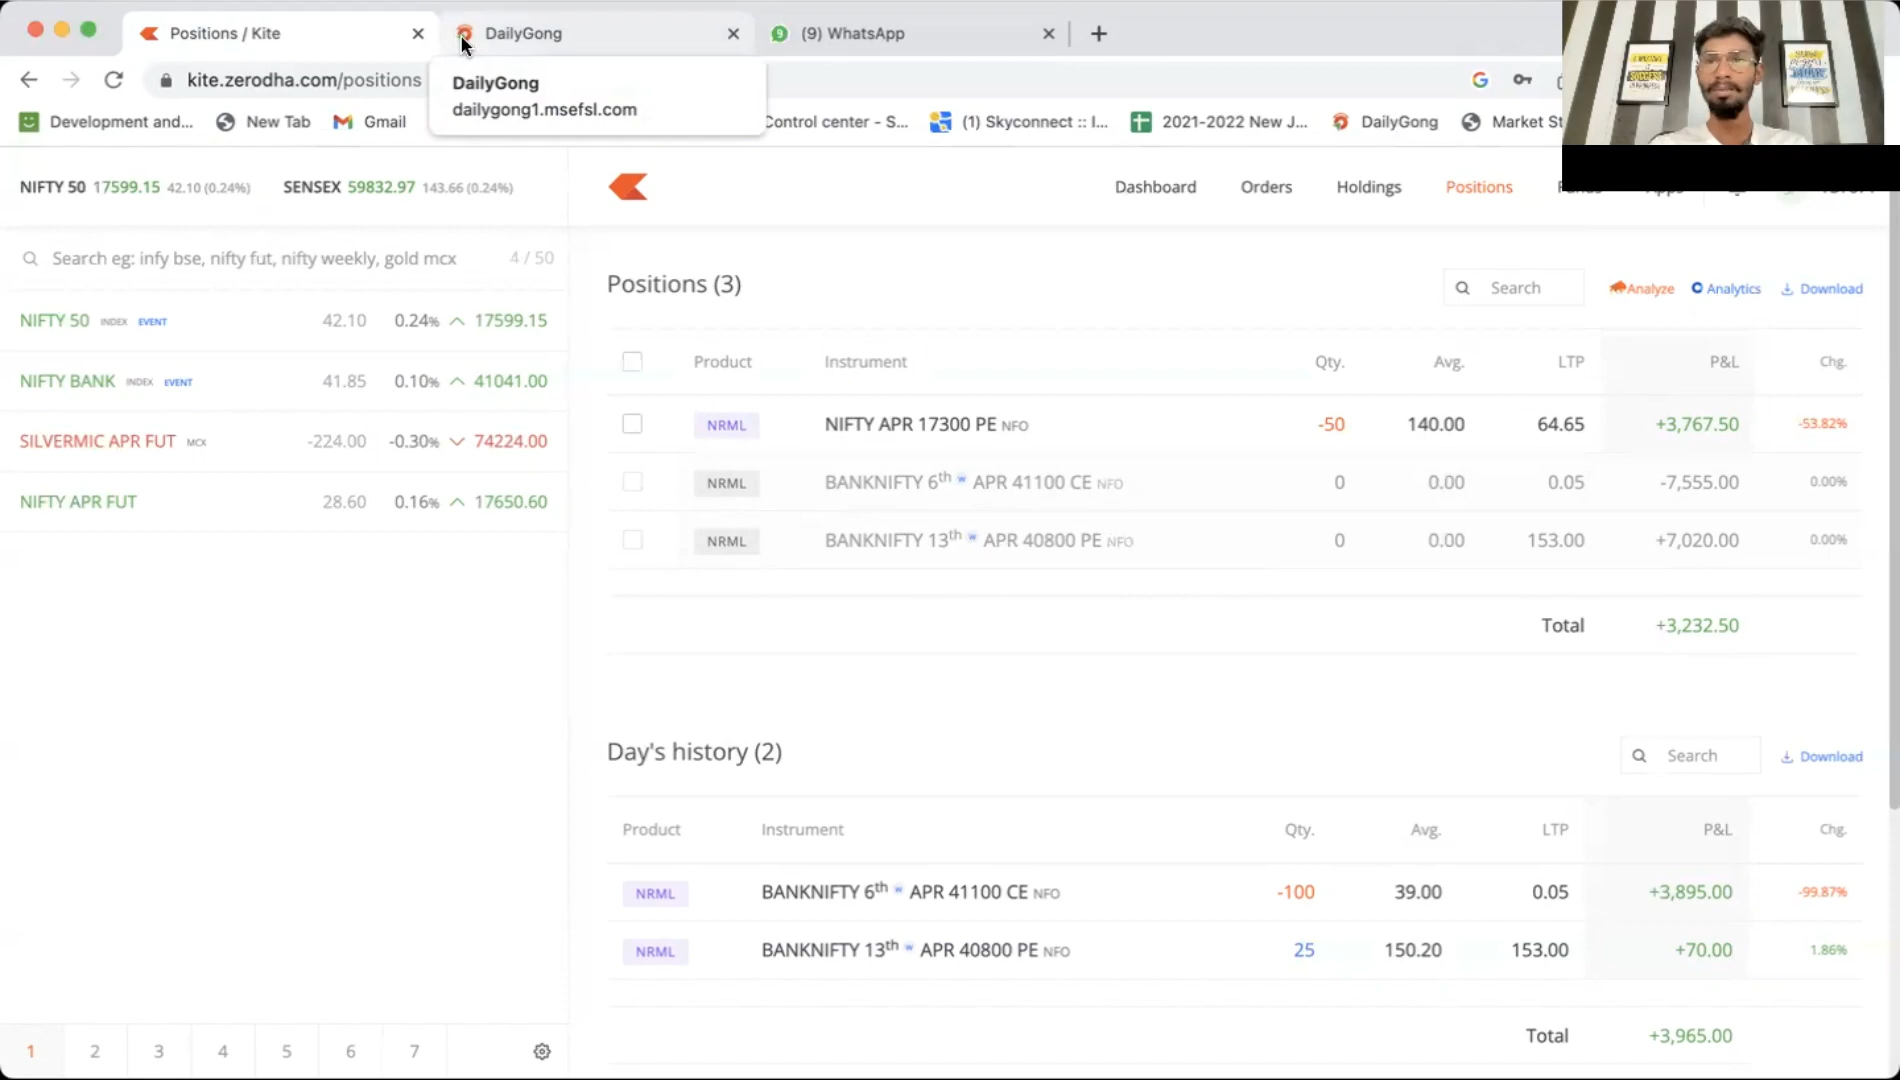 Positions / Kite
DailyGong
(9) WhatsApp
kite.zerodha.com/positions
DailyGong
dailygong1.msefsl.com
Development and...
New Tab
Gmail
Control center - S...
(1) Skyconnect :: I...
2021-2022 New J...
DailyGong
Market St
NIFTY 50 17599.15 42.10 (0.24%) SENSEX 59832.97 143.66 (0.24%)
Dashboard Orders Holdings Positions
Search eg: infy bse, nifty fut, nifty weekly, gold mcx 4 / 50
NIFTY 50 INDEX EVENT 42.10 0.24% 17599.15
NIFTY BANK INDEX EVENT 41.85 0.10% 41041.00
SILVERMIC APR FUT MCX -224.00 -0.30% 74224.00
NIFTY APR FUT 28.60 0.16% 17650.60
Positions (3)
Search
Analyze
Analytics
Download
Product Instrument Qty. Avg. LTP P&L Chg.
NRML NIFTY APR 17300 PE NFO -50 140.00 64.65 +3,767.50 -53.82%
NRML BANKNIFTY 6th w APR 41100 CE NFO 0 0.00 0.05 -7,555.00 0.00%
NRML BANKNIFTY 13th w APR 40800 PE NFO 0 0.00 153.00 +7,020.00 0.00%
Total +3,232.50
Day's history (2)
Search
Download
Product Instrument Qty. Avg. LTP P&L Chg.
NRML BANKNIFTY 6th w APR 41100 CE NFO -100 39.00 0.05 +3,895.00 -99.87%
NRML BANKNIFTY 13th w APR 40800 PE NFO 25 150.20 153.00 +70.00 1.86%
Total +3,965.00
1 2 3 4 5 6 7